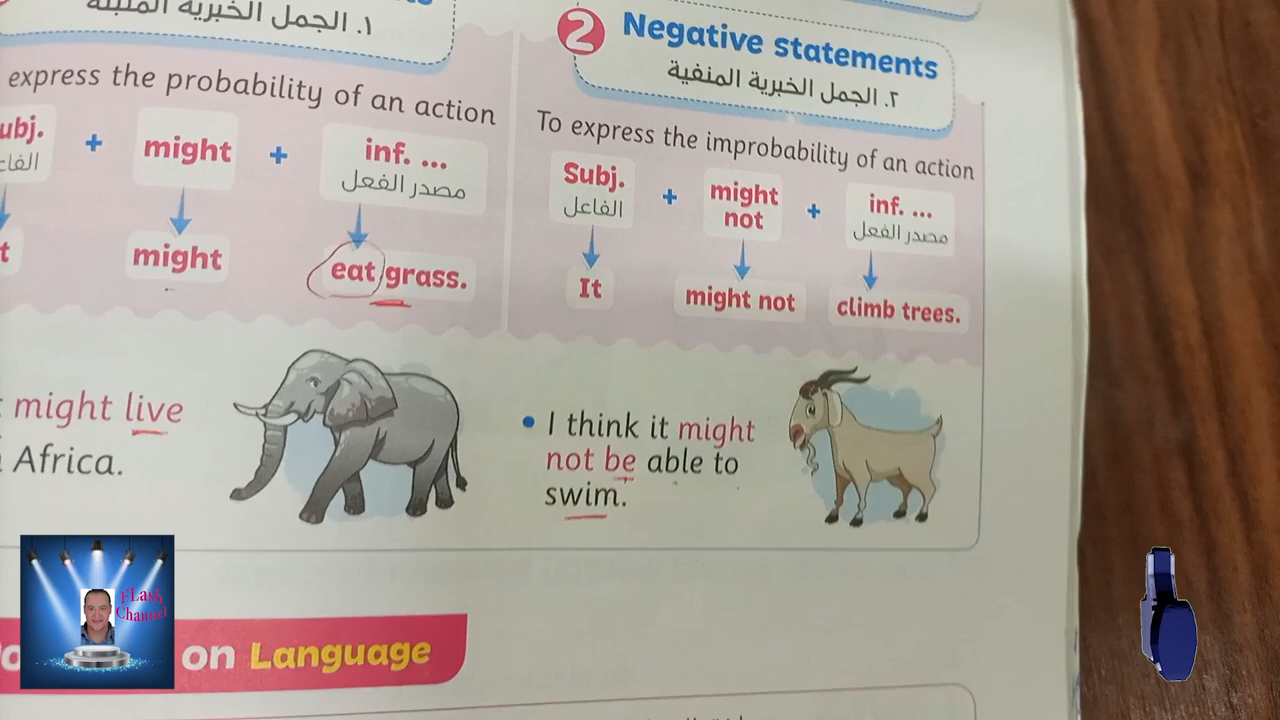 ١. الجمل الخبرية المثبتة
express the probability of an action
ubj. + might + inf. ...
مصدر الفعل
might eat grass.
might live
Africa.
2 Negative statements
٢. الجمل الخبرية المنفية
To express the improbability of an action
Subj. + might not + inf. ...
الفاعل مصدر الفعل
It might not climb trees.
• I think it might
not be able to
swim.
on Language
FLash
Channel